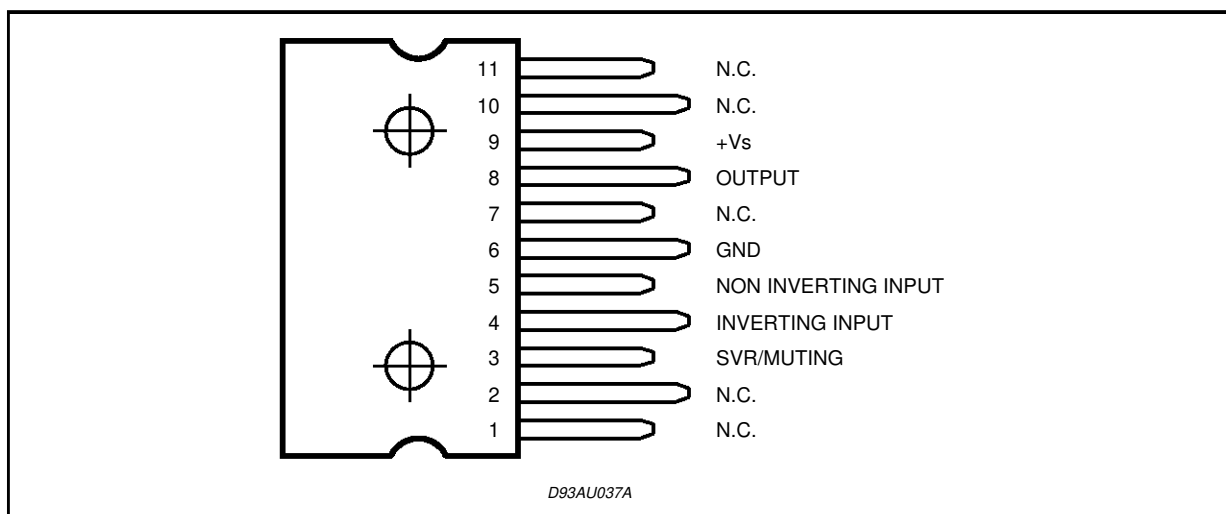 11 N.C.
10 N.C.
9 +Vs
8 OUTPUT
7 N.C.
6 GND
5 NON INVERTING INPUT
4 INVERTING INPUT
3 SVR/MUTING
2 N.C.
1 N.C.
D93AU037A